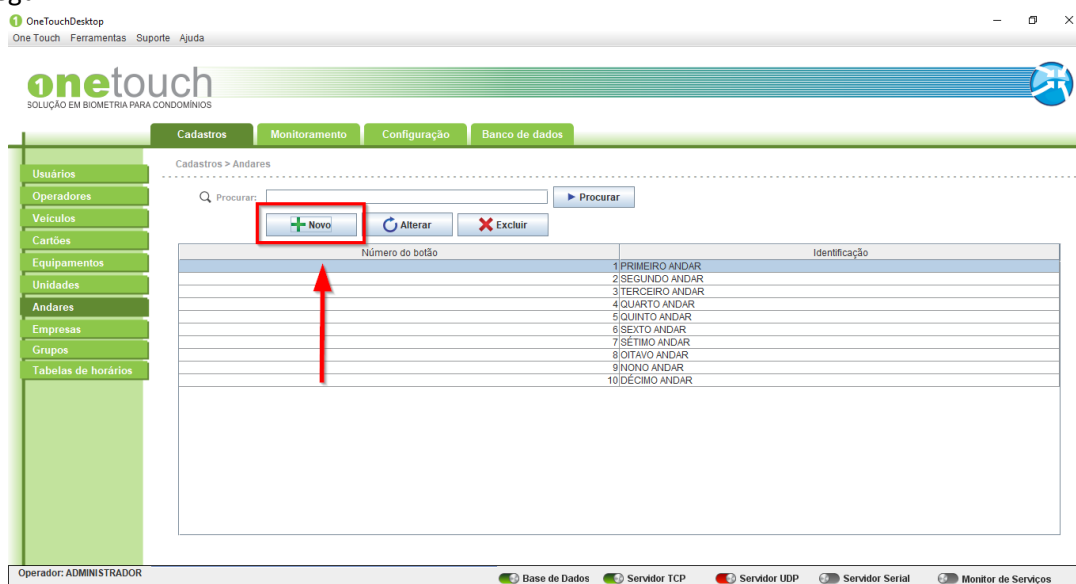 OneTouchDesktop
One Touch Ferramentas Suporte Ajuda
onetouch
SOLUÇÃO EM BIOMETRIA PARA CONDOMÍNIOS
Cadastros Monitoramento Configuração Banco de dados
Cadastros > Andares
Usuários
Operadores
Veículos
Cartões
Equipamentos
Unidades
Andares
Empresas
Grupos
Tabelas de horários
Procurar: Procurar
Novo Alterar Excluir
Número do botão Identificação
1 PRIMEIRO ANDAR
2 SEGUNDO ANDAR
3 TERCEIRO ANDAR
4 QUARTO ANDAR
5 QUINTO ANDAR
6 SEXTO ANDAR
7 SÉTIMO ANDAR
8 OITAVO ANDAR
9 NONO ANDAR
10 DÉCIMO ANDAR
Operador: ADMINISTRADOR Base de Dados Servidor TCP Servidor UDP Servidor Serial Monitor de Serviços